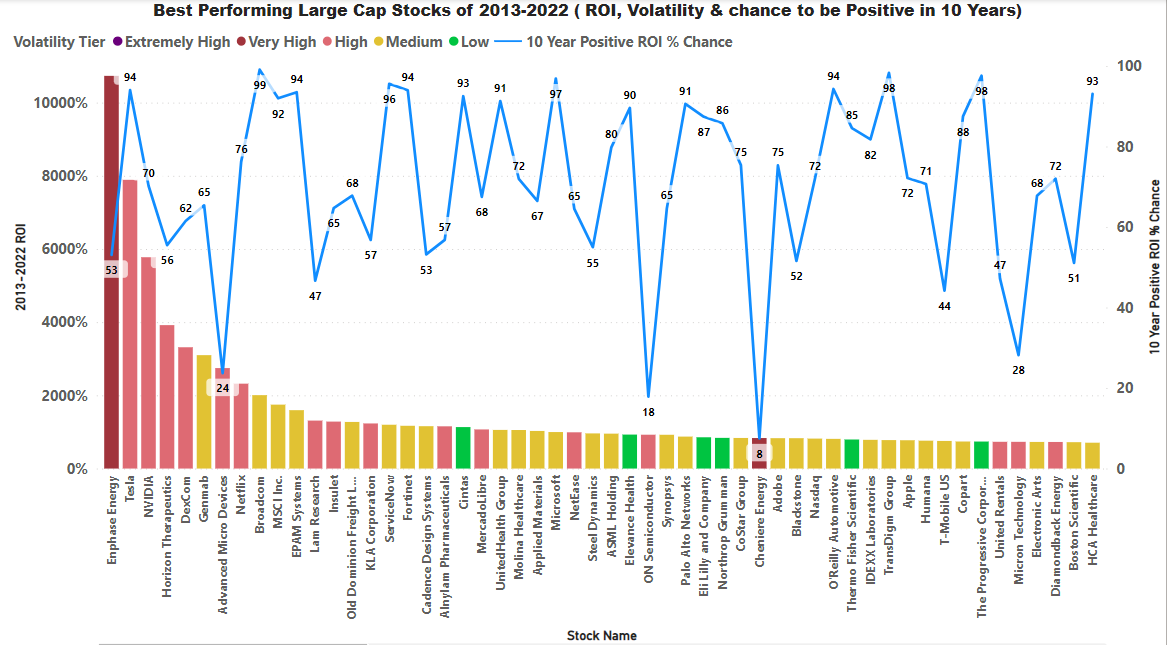 Best Performing Large Cap Stocks of 2013-2022 ( ROI, Volatility & chance to be Positive in 10 Years)
Volatility Tier Extremely High Very High High Medium Low 10 Year Positive ROI % Chance
10000%
8000%
6000%
4000%
2000%
0%
2013-2022 ROI
53
94
70
56
62
65
24
76
99
92
94
47
65
68
57
96
94
53
57
93
68
91
72
67
97
65
55
80
90
18
65
91
87
86
75
8
75
52
72
94
85
82
98
72
71
44
88
98
47
28
68
72
51
93
100
80
60
40
20
0
10 Year Positive ROI % Chance
Enphase Energy
Tesla
NVIDIA
Horizon Therapeutics
DexCom
Genmab
Advanced Micro Devices
Netflix
Broadcom
MSCI Inc.
EPAM Systems
Lam Research
Insulet
Old Dominion Freight L...
KLA Corporation
ServiceNow
Fortinet
Cadence Design Systems
Alnylam Pharmaceuticals
Cintas
MercadoLibre
UnitedHealth Group
Molina Healthcare
Applied Materials
Microsoft
NetEase
Steel Dynamics
ASML Holding
Elevance Health
ON Semiconductor
Synopsys
Palo Alto Networks
Eli Lilly and Company
Northrop Grum man
CoStar Group
Cheniere Energy
Adobe
Blackstone
Nasdaq
O'Reilly Automotive
Thermo Fisher Scientific
IDEXX Laboratories
TransDigm Group
Apple
Humana
T-Mobile US
Copart
The Progressive Corpor...
United Rentals
Micron Technology
Electronic Arts
Diamondback Energy
Boston Scientific
HCA Healthcare
Stock Name